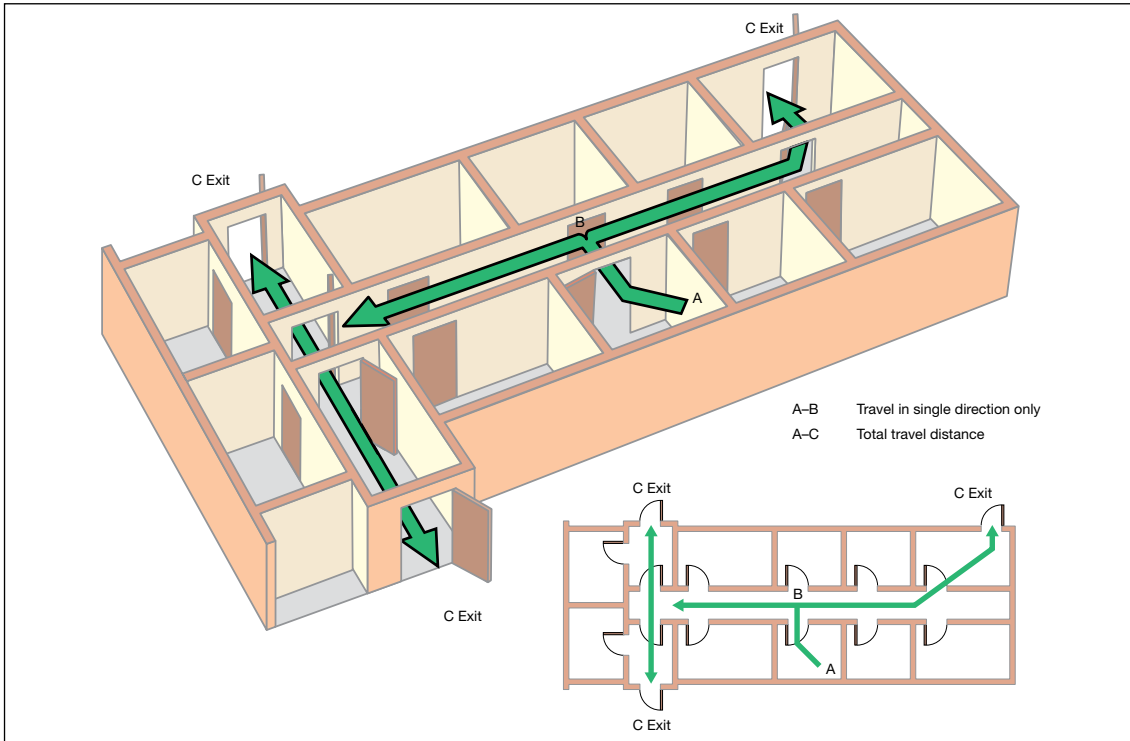 C Exit
C Exit
B
A
A–B Travel in single direction only
A–C Total travel distance
C Exit
C Exit
C Exit
B
A
C Exit